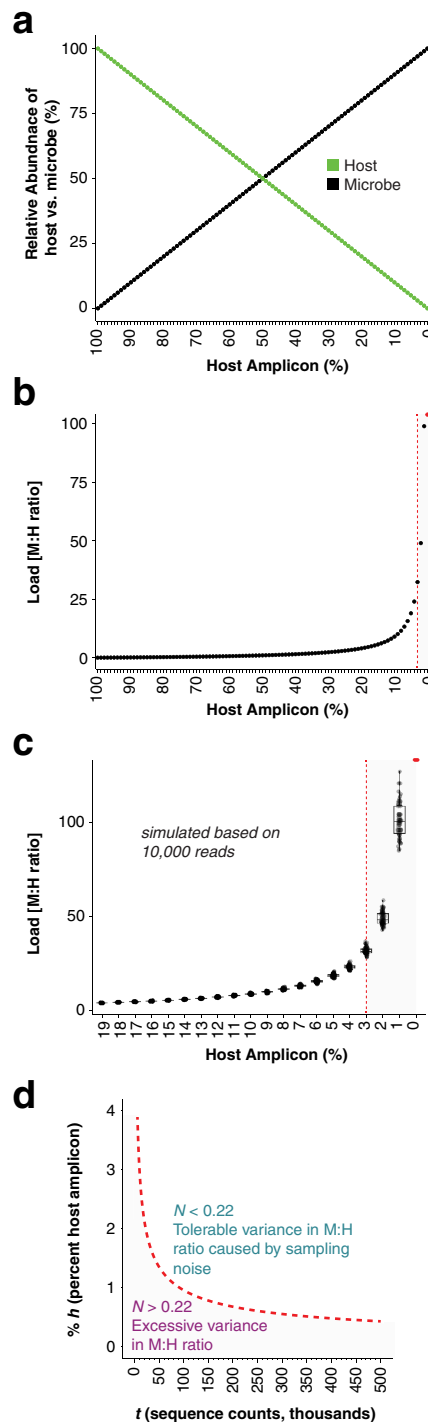 a
Relative Abundnace of
host vs. microbe (%)
100
75
50
25
0
Host
Microbe
100
90
80
70
60
50
40
30
20
10
0
Host Amplicon (%)
b
Load [M:H ratio]
100
75
50
25
0
100
90
80
70
60
50
40
30
20
10
0
Host Amplicon (%)
c
Load [M:H ratio]
100
50
0
simulated based on
10,000 reads
19
18
17
16
15
14
13
12
11
10
9
8
7
6
5
4
3
2
1
0
Host Amplicon (%)
d
% h (percent host amplicon)
4
3
2
1
0
N < 0.22
Tolerable variance in M:H
ratio caused by sampling
noise
N > 0.22
Excessive variance
in M:H ratio
0
50
100
150
200
250
300
350
400
450
500
t (sequence counts, thousands)